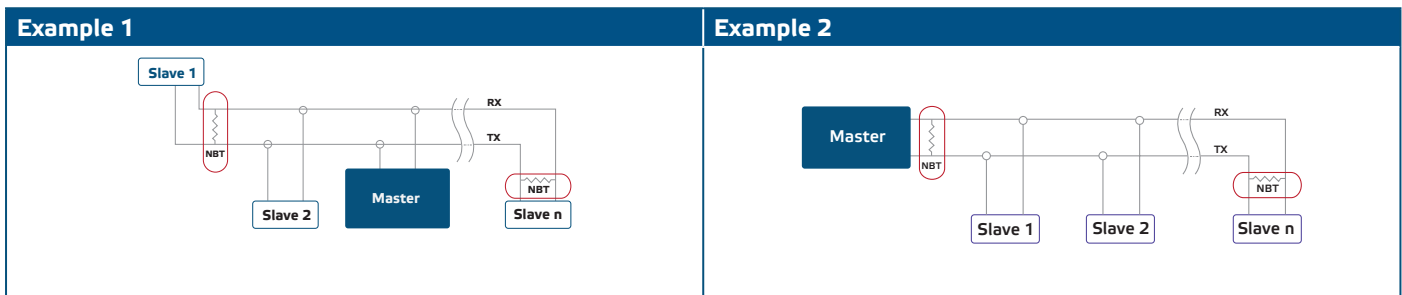 Example 1
Slave 1
RX
TX
NBT
NBT
Slave 2
Master
Slave n
Example 2
Master
RX
TX
NBT
NBT
Slave 1
Slave 2
Slave n